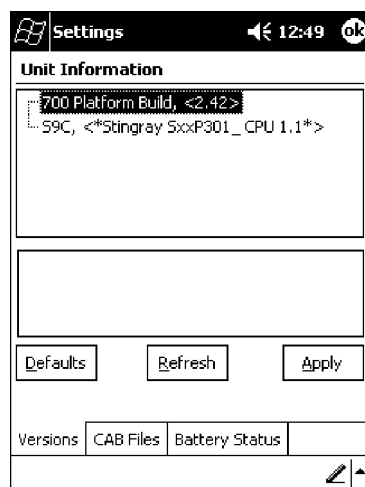 Settings 12:49 ok
Unit Information
700 Platform Build, <2.42>
S9C, <*Stingray SxxP301_ CPU 1.1*>
Defaults Refresh Apply
Versions CAB Files Battery Status